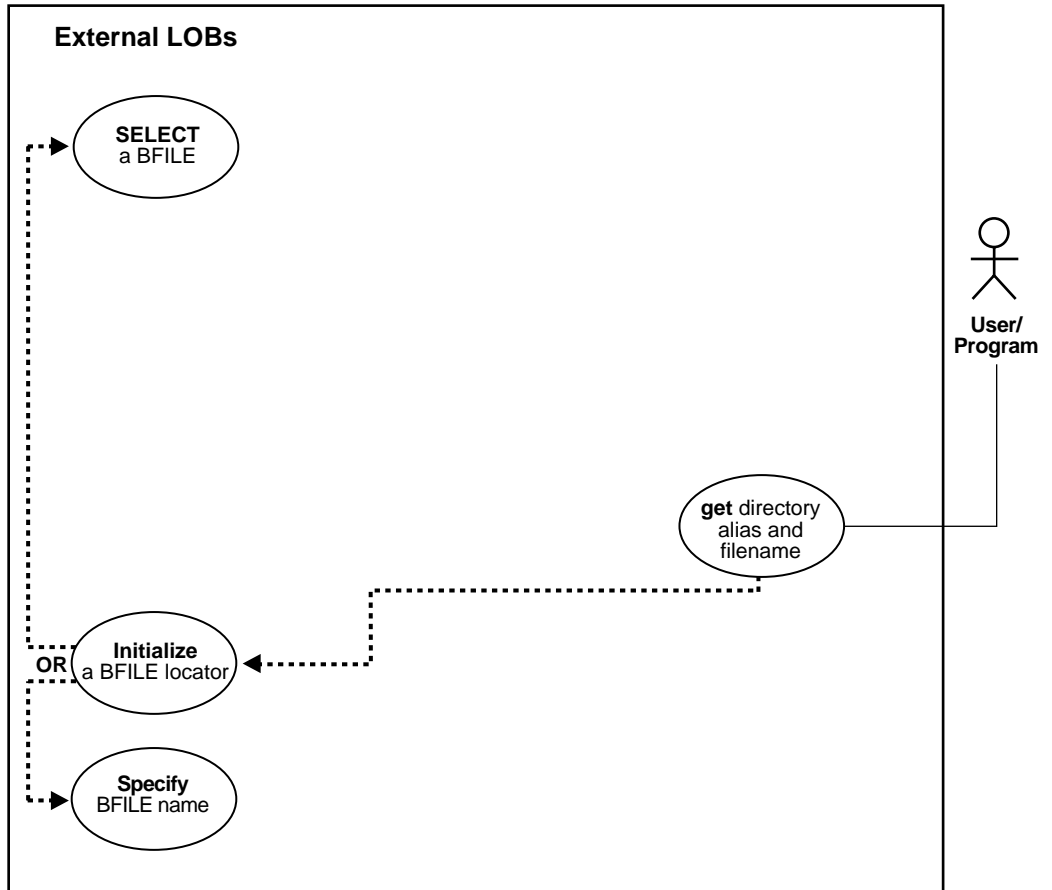 External LOBs
SELECT
a BFILE
User/
Program
get directory
alias and
filename
Initialize
OR
a BFILE locator
Specify
BFILE name